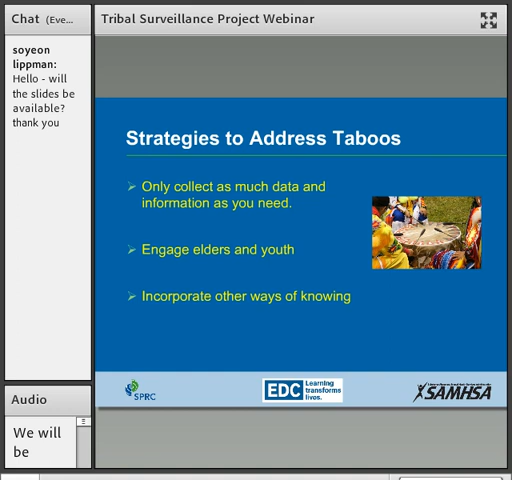 Chat (Eve...
Tribal Surveillance Project Webinar
soyeon
lippman:
Hello - will
the slides be
available?
thank you
Strategies to Address Taboos
Only collect as much data and
information as you need.
Engage elders and youth
Incorporate other ways of knowing
SPRC
EDC
Learning
transforms
lives.
SAMHSA
Audio
We will
be